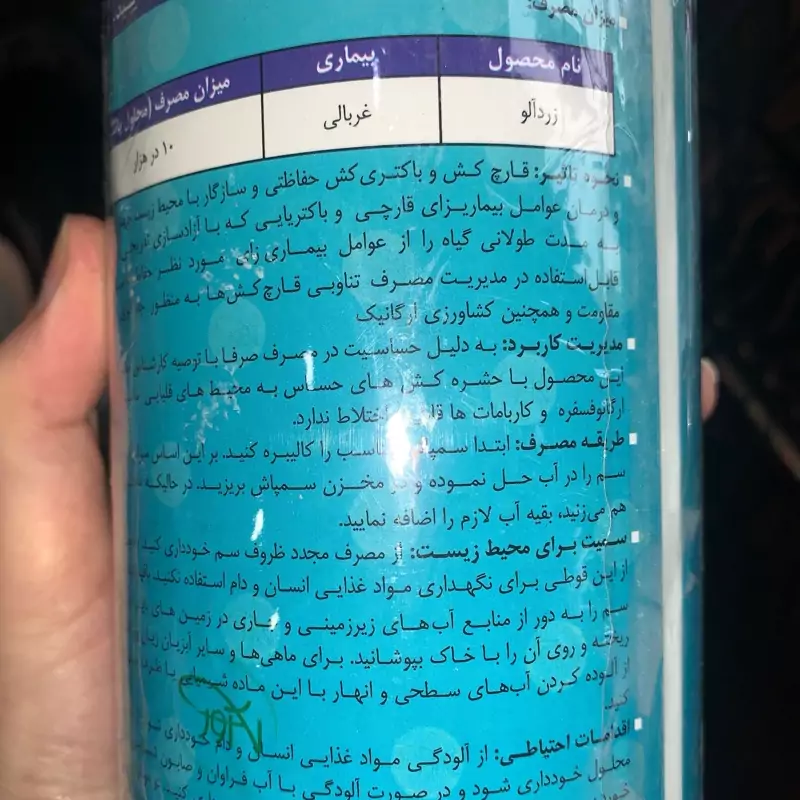 میزان مصرف:
نام محصول بیماری میزان مصرف (محلول
زردآلو غربالی ۱۰ در هزار
نحوه تاثیر: قارچ کش و باکتری‌کش حفاظتی و سازگار با محیط زیست
و درمان عوامل بیماریزای قارچی و باکتریایی که با آزادسازی تدریجی
به مدت طولانی گیاه را از عوامل بیماری زای مورد نظر
قابل استفاده در مدیریت مصرف تناوبی قارچ‌کش‌ها به منظور
مقاومت و همچنین کشاورزی ارگانیک
مدیریت کاربرد: به دلیل حساسیت در مصرف صرفا با توصیه
این محصول با حشره کش های حساس به محیط های قلیایی
ارگانوفسفره و کاربامات ها اختلاط ندارد.
طریقه مصرف: ابتدا سمپاش را کالیبره کنید. بر این اساس
سم را در آب حل نموده و مخزن سمپاش بریزید. در حالیکه
هم می‌زنید، بقیه آب لازم را اضافه نمایید.
سمیت برای محیط زیست: از مصرف مجدد ظروف سم خودداری کنید
از این قوطی برای نگهداری مواد غذایی انسان و دام استفاده نکنید
سم را به دور از منابع آب‌های زیرزمینی و جاری در زمین های
ریخته و روی آن را با خاک بپوشانید. برای ماهی‌ها و سایر آبزیان
از آلوده کردن آب‌های سطحی و انهار با این ماده
کنید.
اقدامات احتیاطی: از آلودگی مواد غذایی انسان و دام خودداری
محلول خودداری شود و در صورت آلودگی با آب فراوان و صابون